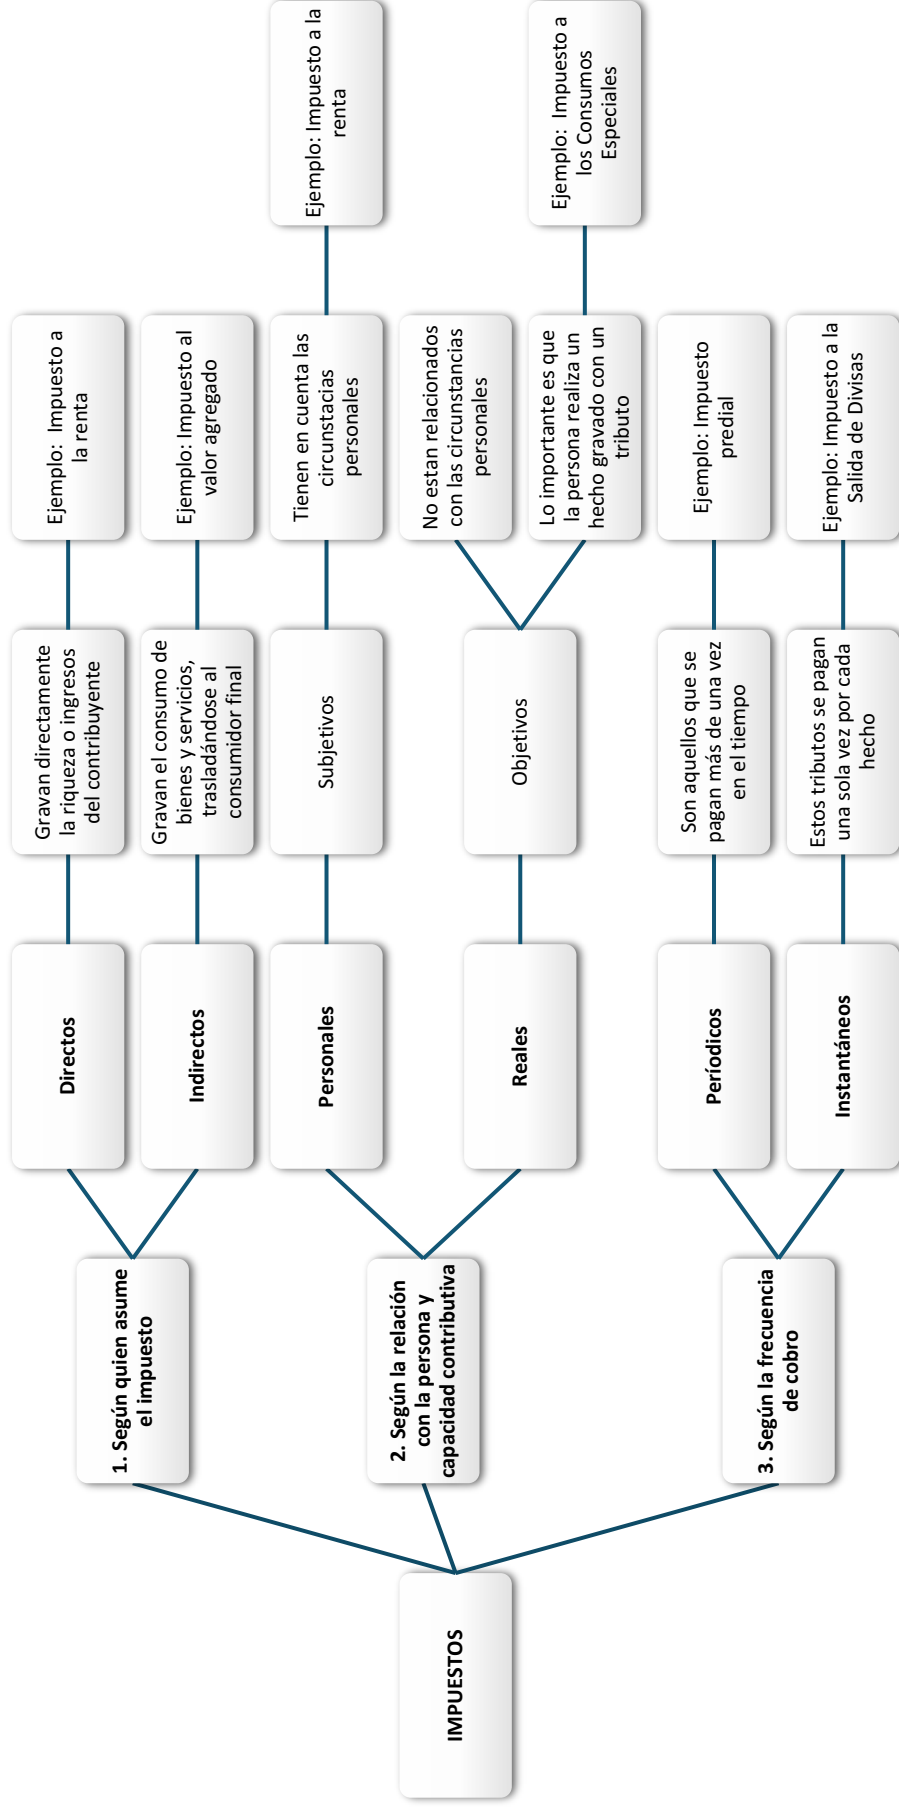 IMPUESTOS
1. Según quien asume
el impuesto
Directos
Gravan directamente
la riqueza o ingresos
del contribuyente
Ejemplo:  Impuesto a
la renta
Indirectos
Gravan el consumo de
bienes y servicios,
trasladándose al
consumidor final
Ejemplo: Impuesto al
valor agregado
2. Según la relación
con la persona y
capacidad contributiva
Personales
Subjetivos
Tienen en cuenta las
circunstacias
personales
Ejemplo: Impuesto a la
renta
Reales
Objetivos
No estan relacionados
con las circunstancias
personales
Lo importante es que
la persona realiza un
hecho gravado con un
tributo
Ejemplo:  Impuesto a
los Consumos
Especiales
3. Según la frecuencia
de cobro
Períodicos
Son aquellos que se
pagan más de una vez
en el tiempo
Ejemplo: Impuesto
predial
Instantáneos
Estos tributos se pagan
una sola vez por cada
hecho
Ejemplo: Impuesto a la
Salida de Divisas